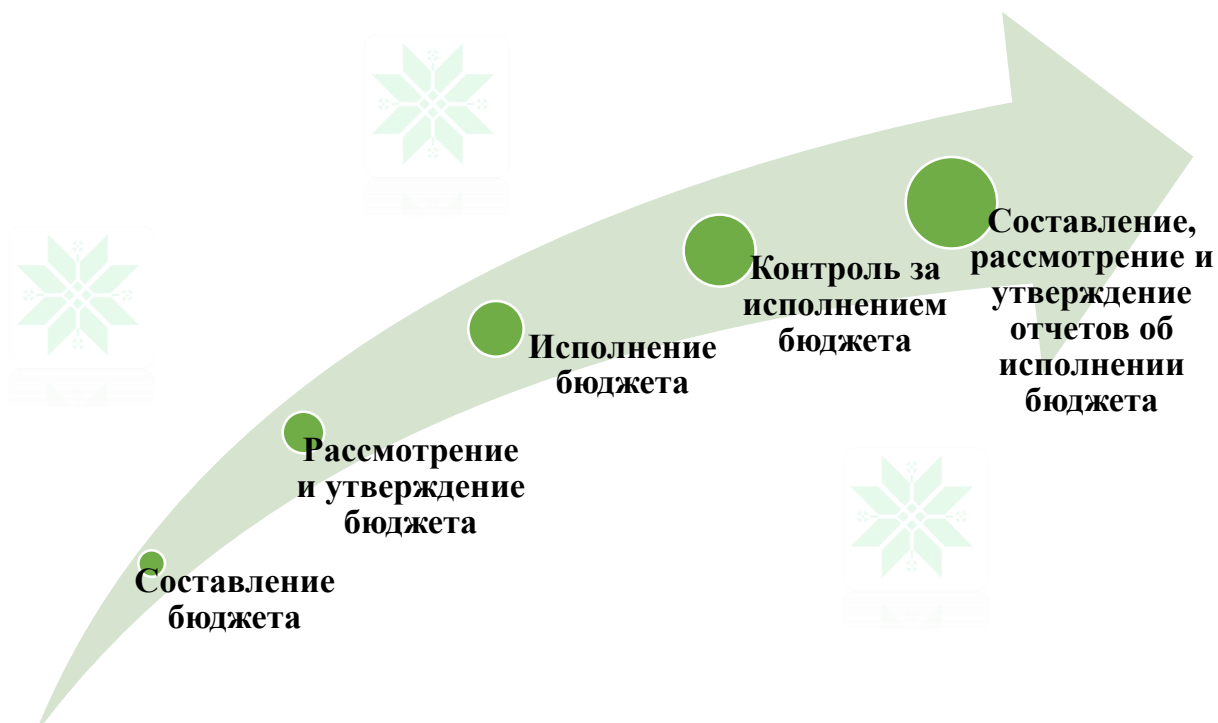 Составление
бюджета
Рассмотрение
и утверждение
бюджета
Исполнение
бюджета
Контроль за
исполнением
бюджета
Составление,
рассмотрение и
утверждение
отчетов об
исполнении
бюджета